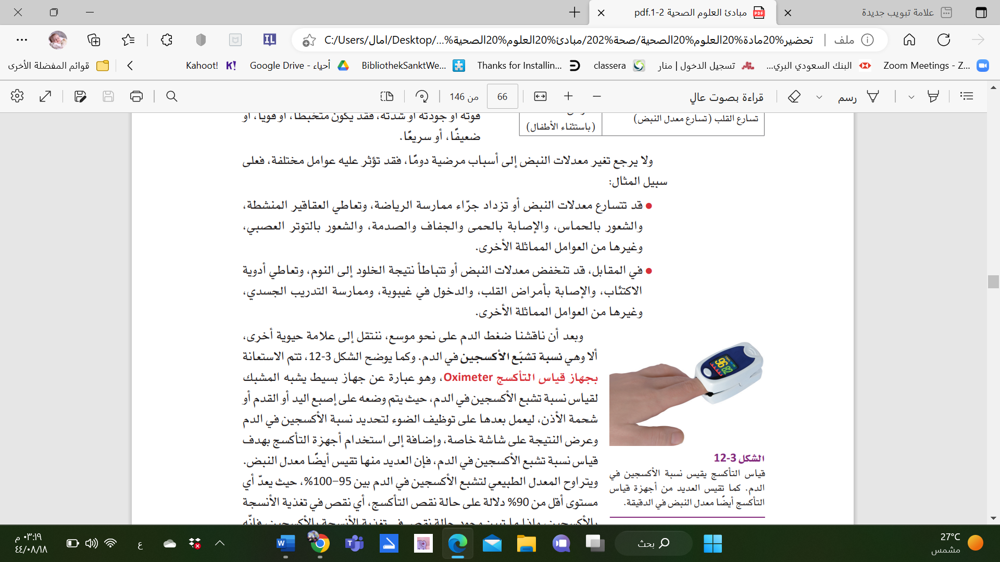 علامة تبويب جديدة
مبادئ العلوم الصحية 2-1.pdf
ملف
C:/Users/امال/Desktop/تحضير%20مادة%20العلوم%20الصحية/صحة%202/مبادئ%20العلوم%20الصحية%...
Zoom Meetings - Z...
البنك السعودي البري...
تسجيل الدخول | منار
classera
Thanks for Installin...
BibliothekSanktWe...
أحياء - Google Drive
Kahoot!
قوائم المفضلة الأخرى
رسم
قراءة بصوت عالٍ
66
من 146
تسارع القلب (تسارع معدل النبض)
(باستثناء الأطفال)
قوته أو جودته أو شدته، فقد يكون متخبطًا، أو قويًا، أو
ضعيفًا، أو سريعًا.
ولا يرجع تغير معدلات النبض إلى أسباب مرضية دومًا، فقد تؤثر عليه عوامل مختلفة، فعلى
سبيل المثال:
● قد تتسارع معدلات النبض أو تزداد جرّاء ممارسة الرياضة، وتعاطي العقاقير المنشطة،
والشعور بالحماس، والإصابة بالحمى والجفاف والصدمة، والشعور بالتوتر العصبي،
وغيرها من العوامل المماثلة الأخرى.
● في المقابل، قد تنخفض معدلات النبض أو تتباطأ نتيجة الخلود إلى النوم، وتعاطي أدوية
الاكتئاب، والإصابة بأمراض القلب، والدخول في غيبوبة، وممارسة التدريب الجسدي،
وغيرها من العوامل المماثلة الأخرى.
وبعد أن ناقشنا ضغط الدم على نحو موسع، ننتقل إلى علامة حيوية أخرى،
ألا وهي نسبة تشبّع الأكسجين في الدم. وكما يوضح الشكل 3-12، تتم الاستعانة
بجهاز قياس التأكسج Oximeter، وهو عبارة عن جهاز بسيط يشبه المشبك
لقياس نسبة تشبع الأكسجين في الدم، حيث يتم وضعه على إصبع اليد أو القدم أو
شحمة الأذن، ليعمل بعدها على توظيف الضوء لتحديد نسبة الأكسجين في الدم
وعرض النتيجة على شاشة خاصة، وإضافة إلى استخدام أجهزة التأكسج بهدف
قياس نسبة تشبع الأكسجين في الدم، فإن العديد منها تقيس أيضًا معدل النبض.
ويتراوح المعدل الطبيعي لتشبع الأكسجين في الدم بين 95–100%، حيث يعدّ أي
مستوى أقل من 90% دلالة على حالة نقص التأكسج، أي نقص في تغذية الأنسجة
بالأكسجين. وإذا ما تبين وجود حالة نقص في تغذية الأنسجة بالأكسجين، فإنّه
96
82
الشكل 3-12
قياس التأكسج يقيس نسبة الأكسجين في
الدم. كما تقيس العديد من أجهزة قياس
التأكسج أيضًا معدل النبض في الدقيقة.
27°C
مشمس
بحث
ع
٠٣:١٩ م
٤٤/٠٨/١٨